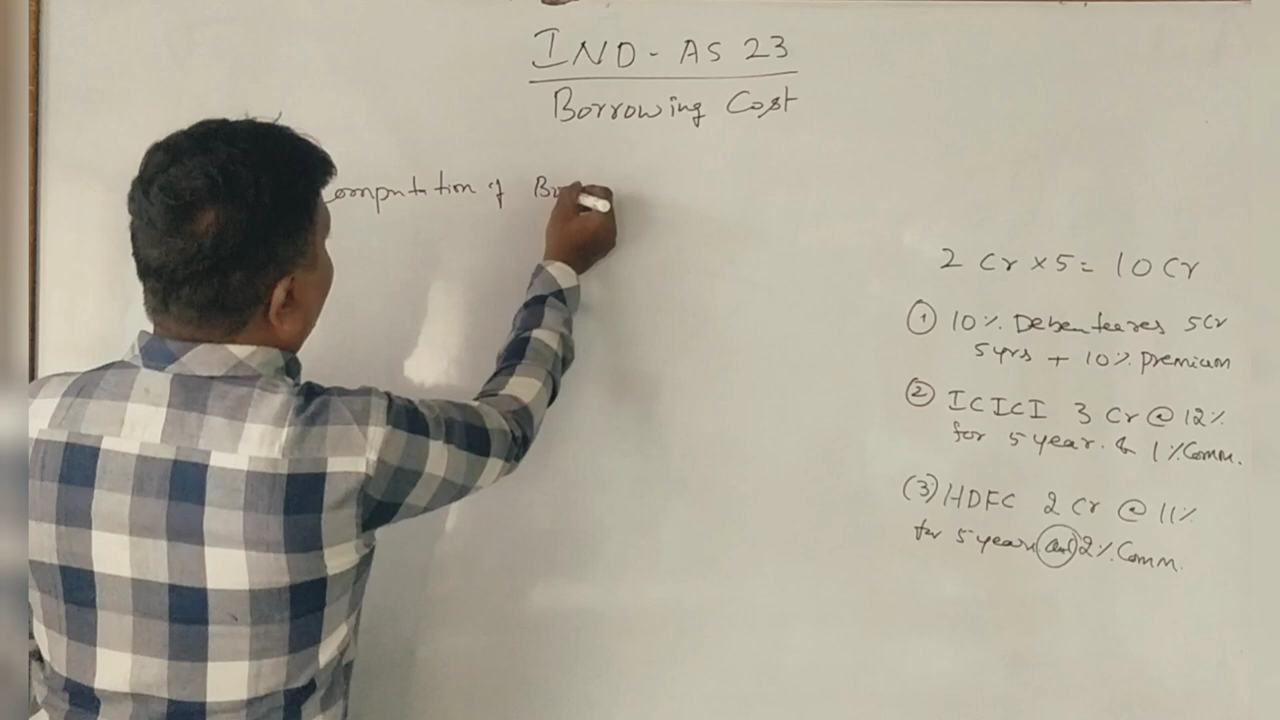 IND-AS 23
Borrowing Cost
Computation of
2 Cr x 5 = 10 Cr
① 10% Debenteares 5Cr
5yrs + 10% premium
② ICICI 3 Cr @ 12%
for 5 year. & 1% Comm.
(3) HDFC 2 Cr @ 11%
for 5 years and 2% Comm.